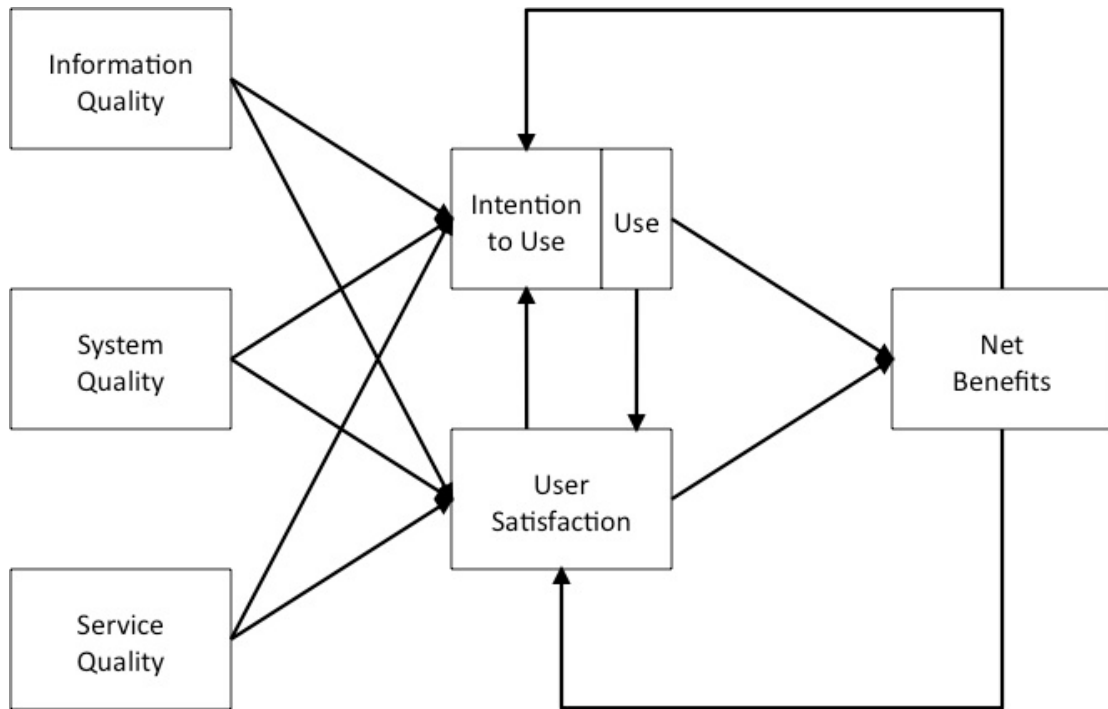 Information
Quality
Intention
to Use
Use
System
Quality
Net
Benefits
User
Satisfaction
Service
Quality